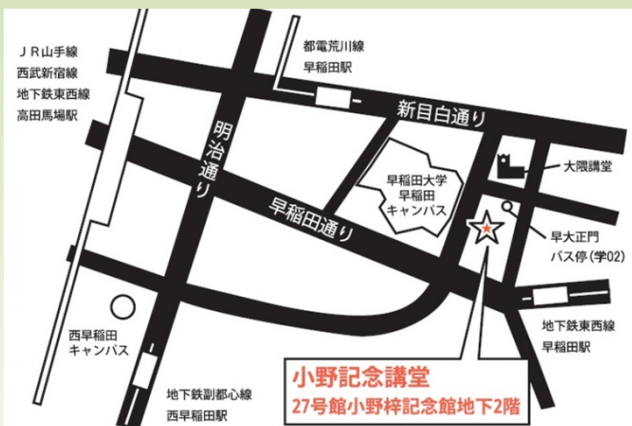 JR山手線
西武新宿線
地下鉄東西線
高田馬場駅
都電荒川線
早稲田駅
新目白通り
明治通り
早稲田通り
早稲田大学
早稲田
キャンパス
大隈講堂
早大正門
バス停(学02)
地下鉄東西線
早稲田駅
西早稲田
キャンパス
地下鉄副都心線
西早稲田駅
小野記念講堂
27号館小野梓記念館地下2階